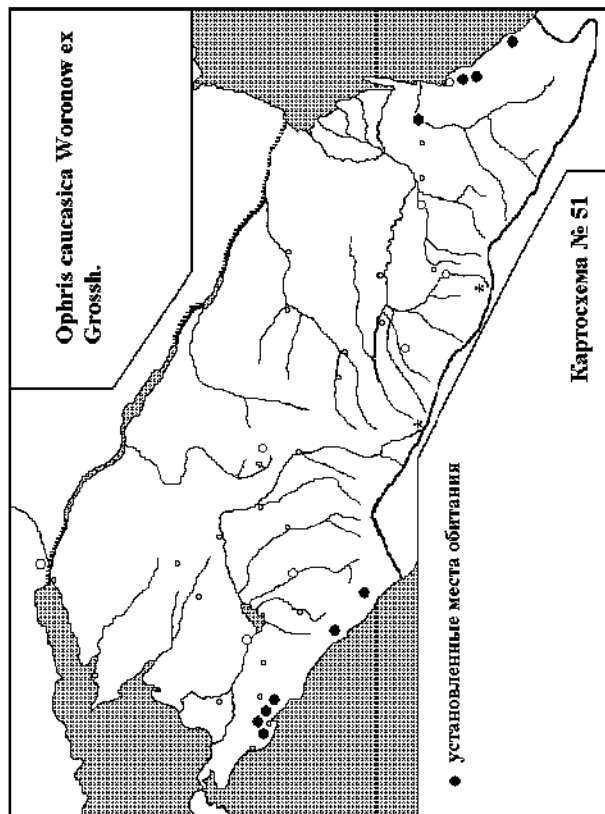 Ophris caucasica Woronow ex
Grossh.
Картосхема № 51
установленные места обитания